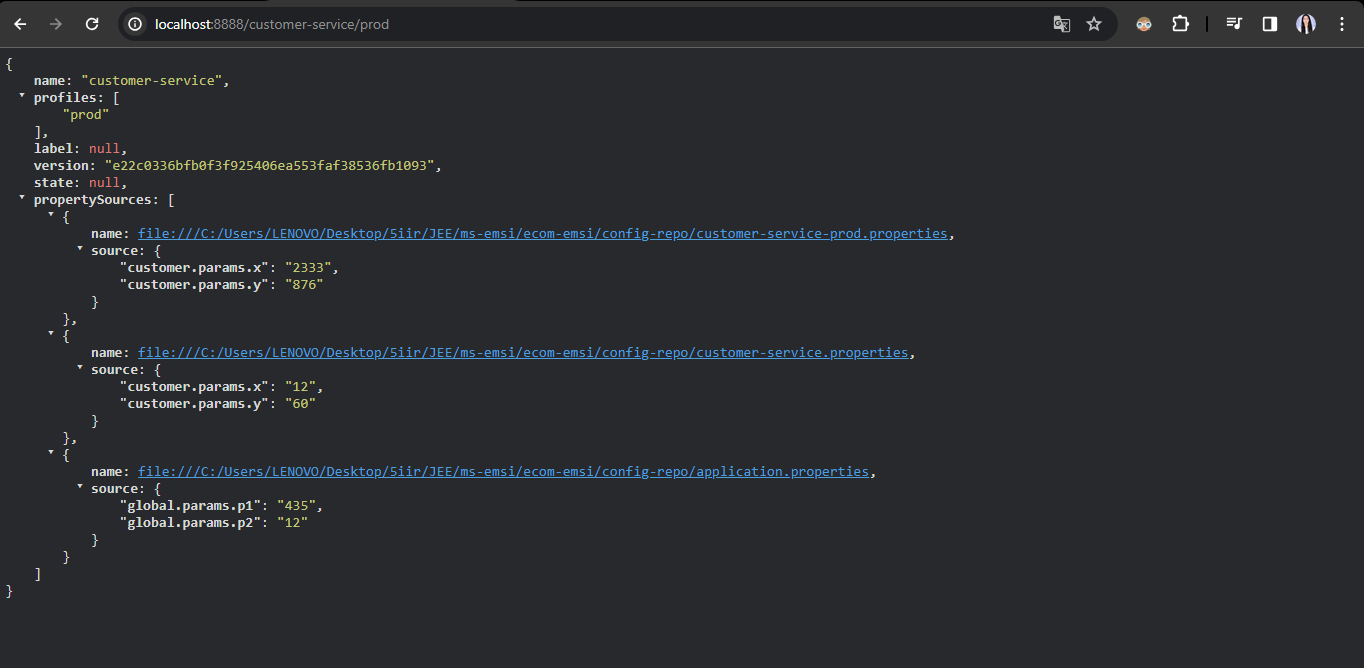 localhost:8888/customer-service/prod
{
name: "customer-service",
profiles: [
"prod"
],
label: null,
version: "e22c0336bfb0f3f925406ea553faf38536fb1093",
state: null,
propertySources: [
{
name: file:///C:/Users/LENOVO/Desktop/5iir/JEE/ms-emsi/ecom-emsi/config-repo/customer-service-prod.properties,
source: {
"customer.params.x": "2333",
"customer.params.y": "876"
}
},
{
name: file:///C:/Users/LENOVO/Desktop/5iir/JEE/ms-emsi/ecom-emsi/config-repo/customer-service.properties,
source: {
"customer.params.x": "12",
"customer.params.y": "60"
}
},
{
name: file:///C:/Users/LENOVO/Desktop/5iir/JEE/ms-emsi/ecom-emsi/config-repo/application.properties,
source: {
"global.params.p1": "435",
"global.params.p2": "12"
}
}
]
}